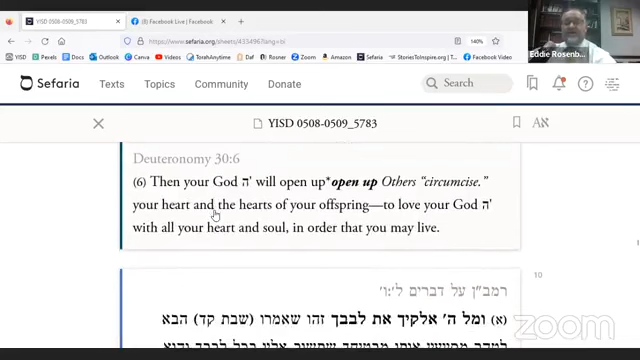 YISD 0508-0509_5783
(8) Facebook Live | Facebook
https://www.sefaria.org/sheets/433496?lang=bi
140%
YISD
PDF
Outlook
Canva
Videos
TorahAnytime
Daf
Rosner
Zoom
Amazon
Sefaria
StoriesToInspire.org |
Facebook Video
Eddie Rosenb...
Sefaria
Texts
Topics
Community
Donate
Search
YISD 0508-0509_5783
Deuteronomy 30:6
(6) Then your God ה' will open up*open up Others “circumcise.”
your heart and the hearts of your offspring—to love your God ה'
with all your heart and soul, in order that you may live.
10
רמב"ן על דברים ל':ו'
(א) ומל ה' אלקיך את לבבך זהו שאמרו (שבת קד) הבא
zoom